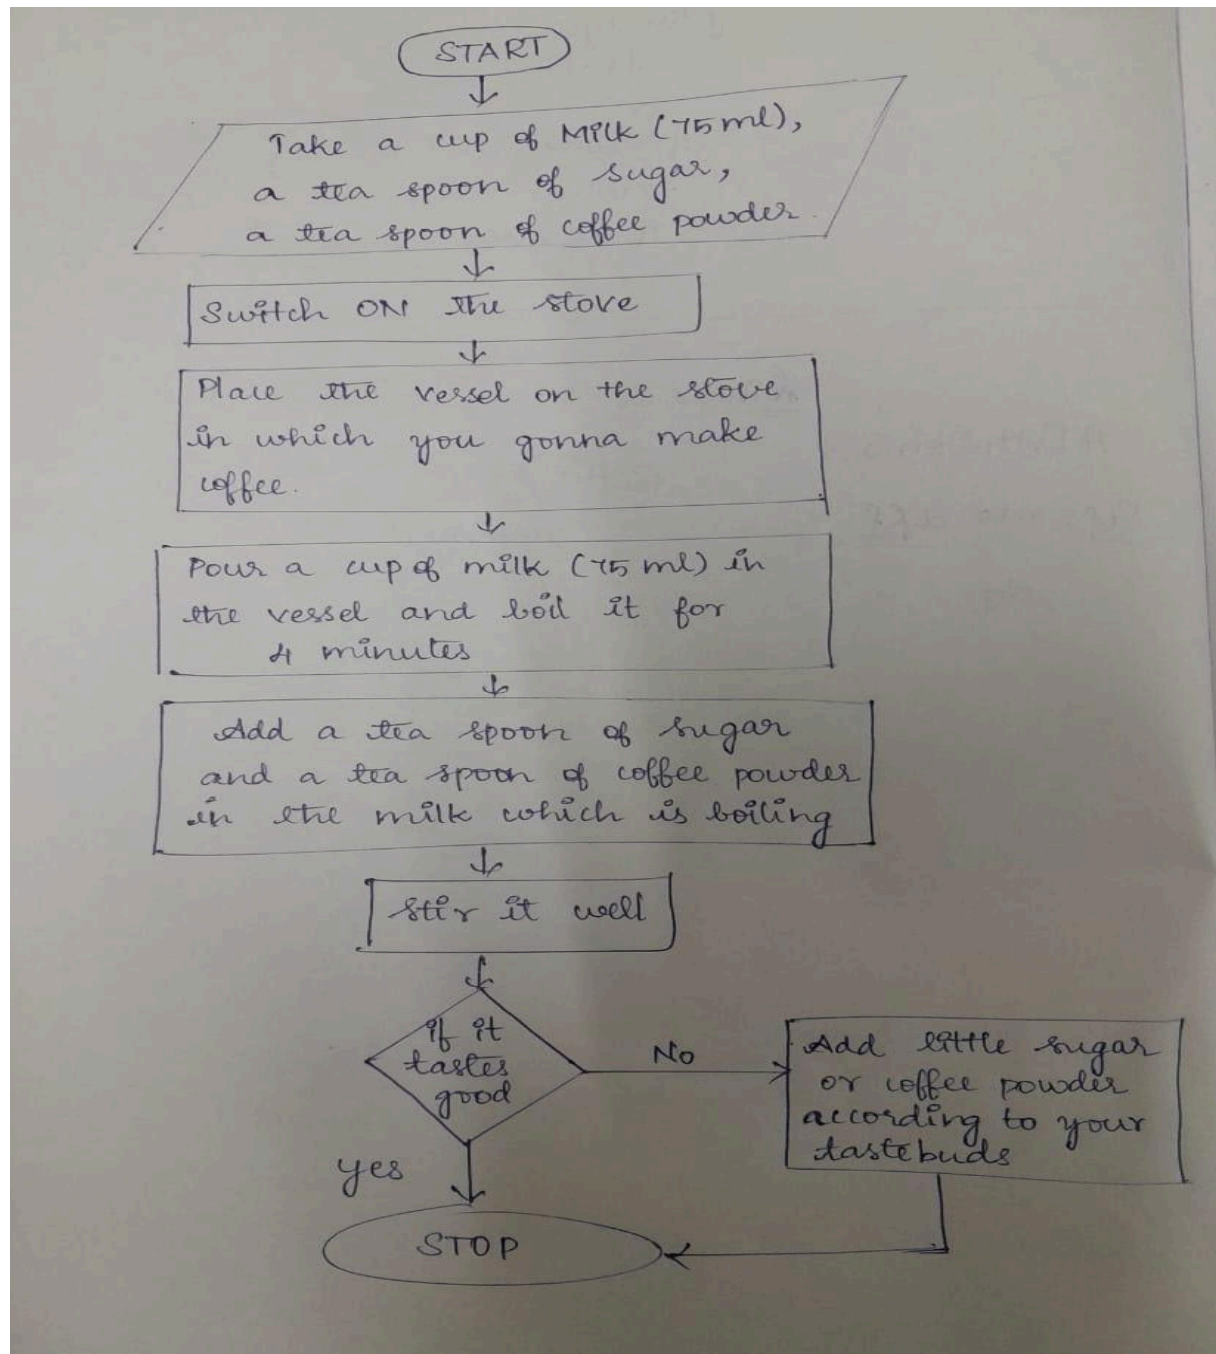 START
Take a cup of Milk (75 ml),
a tea spoon of sugar,
a tea spoon of coffee powder.
Switch ON the stove
Place the vessel on the stove
in which you gonna make
coffee.
Pour a cup of milk (75 ml) in
the vessel and boil it for
4 minutes
Add a tea spoon of sugar
and a tea spoon of coffee powder
in the milk which is boiling
Stir it well
if it
tastes
good
No
Add little sugar
or coffee powder
according to your
tastebuds
yes
STOP